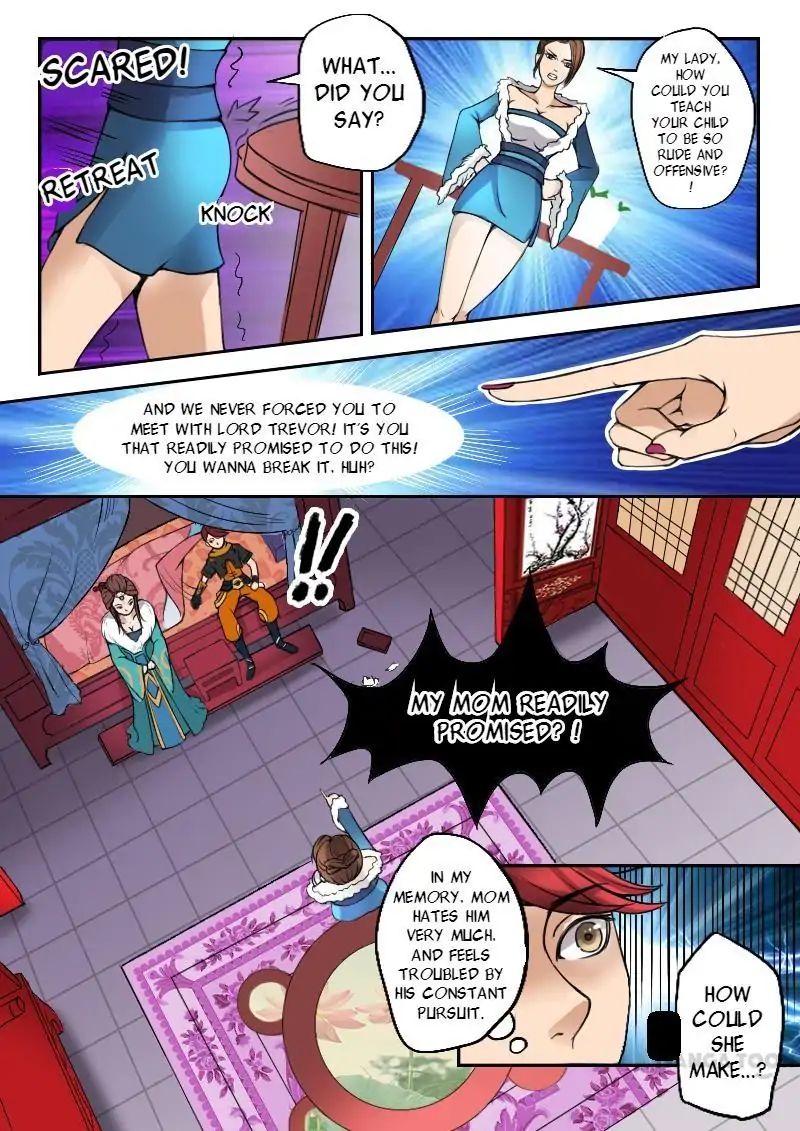 SCARED!
RETREAT
KNOCK
WHAT...
DID YOU
SAY?
MY LADY,
HOW
COULD YOU
TEACH
YOUR CHILD
TO BE SO
RUDE AND
OFFENSIVE?
!
AND WE NEVER FORCED YOU TO
MEET WITH LORD TREVOR! IT'S YOU
THAT READILY PROMISED TO DO THIS!
YOU WANNA BREAK IT, HUH?
!!
MY MOM READILY
PROMISED?!
IN MY
MEMORY, MOM
HATES HIM
VERY MUCH,
AND FEELS
TROUBLED BY
HIS CONSTANT
PURSUIT.
HOW
COULD
SHE
MAKE...?